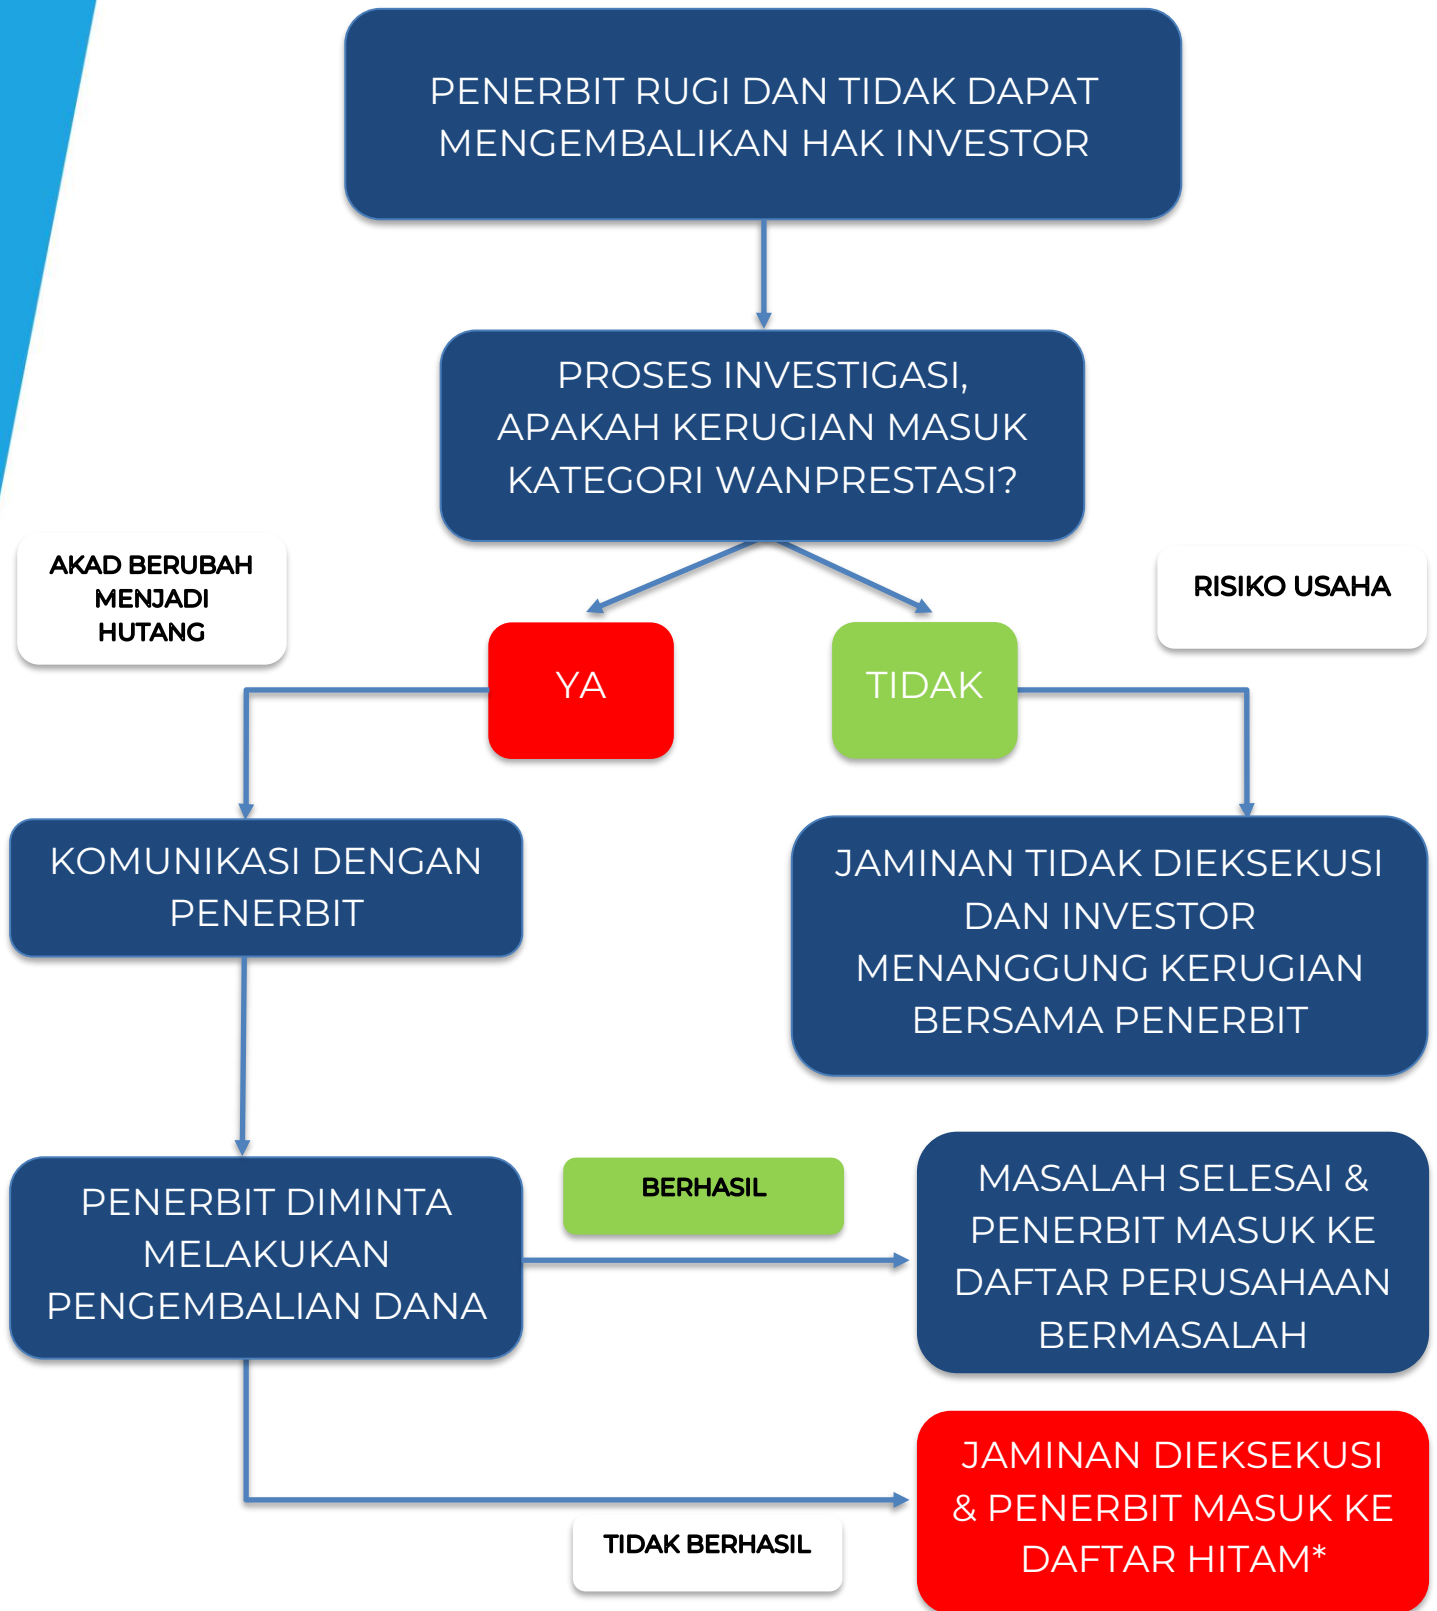 PENERBIT RUGI DAN TIDAK DAPAT
MENGEMBALIKAN HAK INVESTOR
PROSES INVESTIGASI,
APAKAH KERUGIAN MASUK
KATEGORI WANPRESTASI?
AKAD BERUBAH
MENJADI
HUTANG
RISIKO USAHA
YA
TIDAK
KOMUNIKASI DENGAN
PENERBIT
JAMINAN TIDAK DIEKSEKUSI
DAN INVESTOR
MENANGGUNG KERUGIAN
BERSAMA PENERBIT
PENERBIT DIMINTA
MELAKUKAN
PENGEMBALIAN DANA
BERHASIL
MASALAH SELESAI &
PENERBIT MASUK KE
DAFTAR PERUSAHAAN
BERMASALAH
TIDAK BERHASIL
JAMINAN DIEKSEKUSI
& PENERBIT MASUK KE
DAFTAR HITAM*